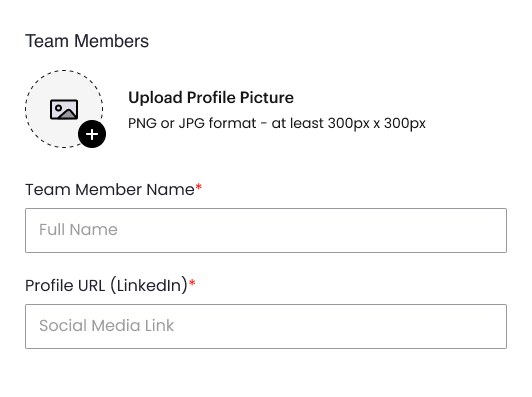 Team Members
Upload Profile Picture
PNG or JPG format - at least 300px x 300px
Team Member Name*
Full Name
Profile URL (LinkedIn)*
Social Media Link